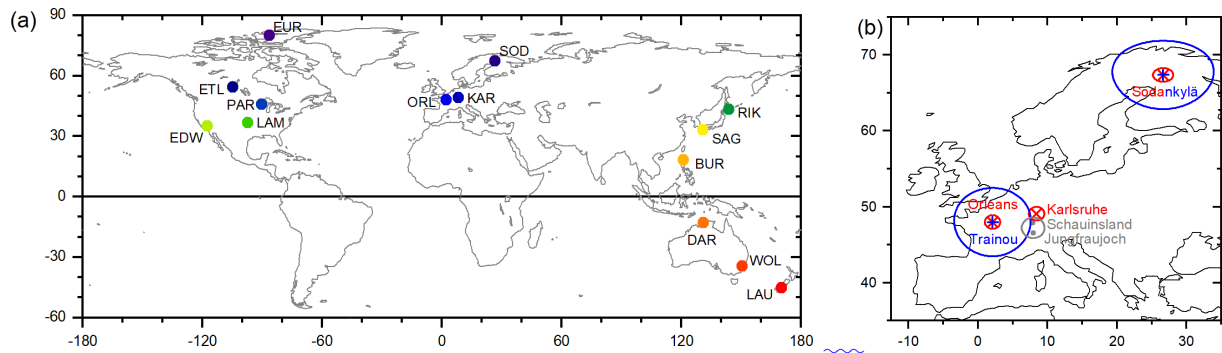 (a)
90
60
30
0
-30
-60
-180
-120
-60
0
60
120
180
EUR
SOD
ETL
PAR
ORL
KAR
LAM
EDW
RIK
SAG
BUR
DAR
WOL
LAU
(b)
70
60
50
40
-10
0
10
20
30
Sodankylä
Orleans
Trainou
Karlsruhe
Schauinsland
Jungfraujoch